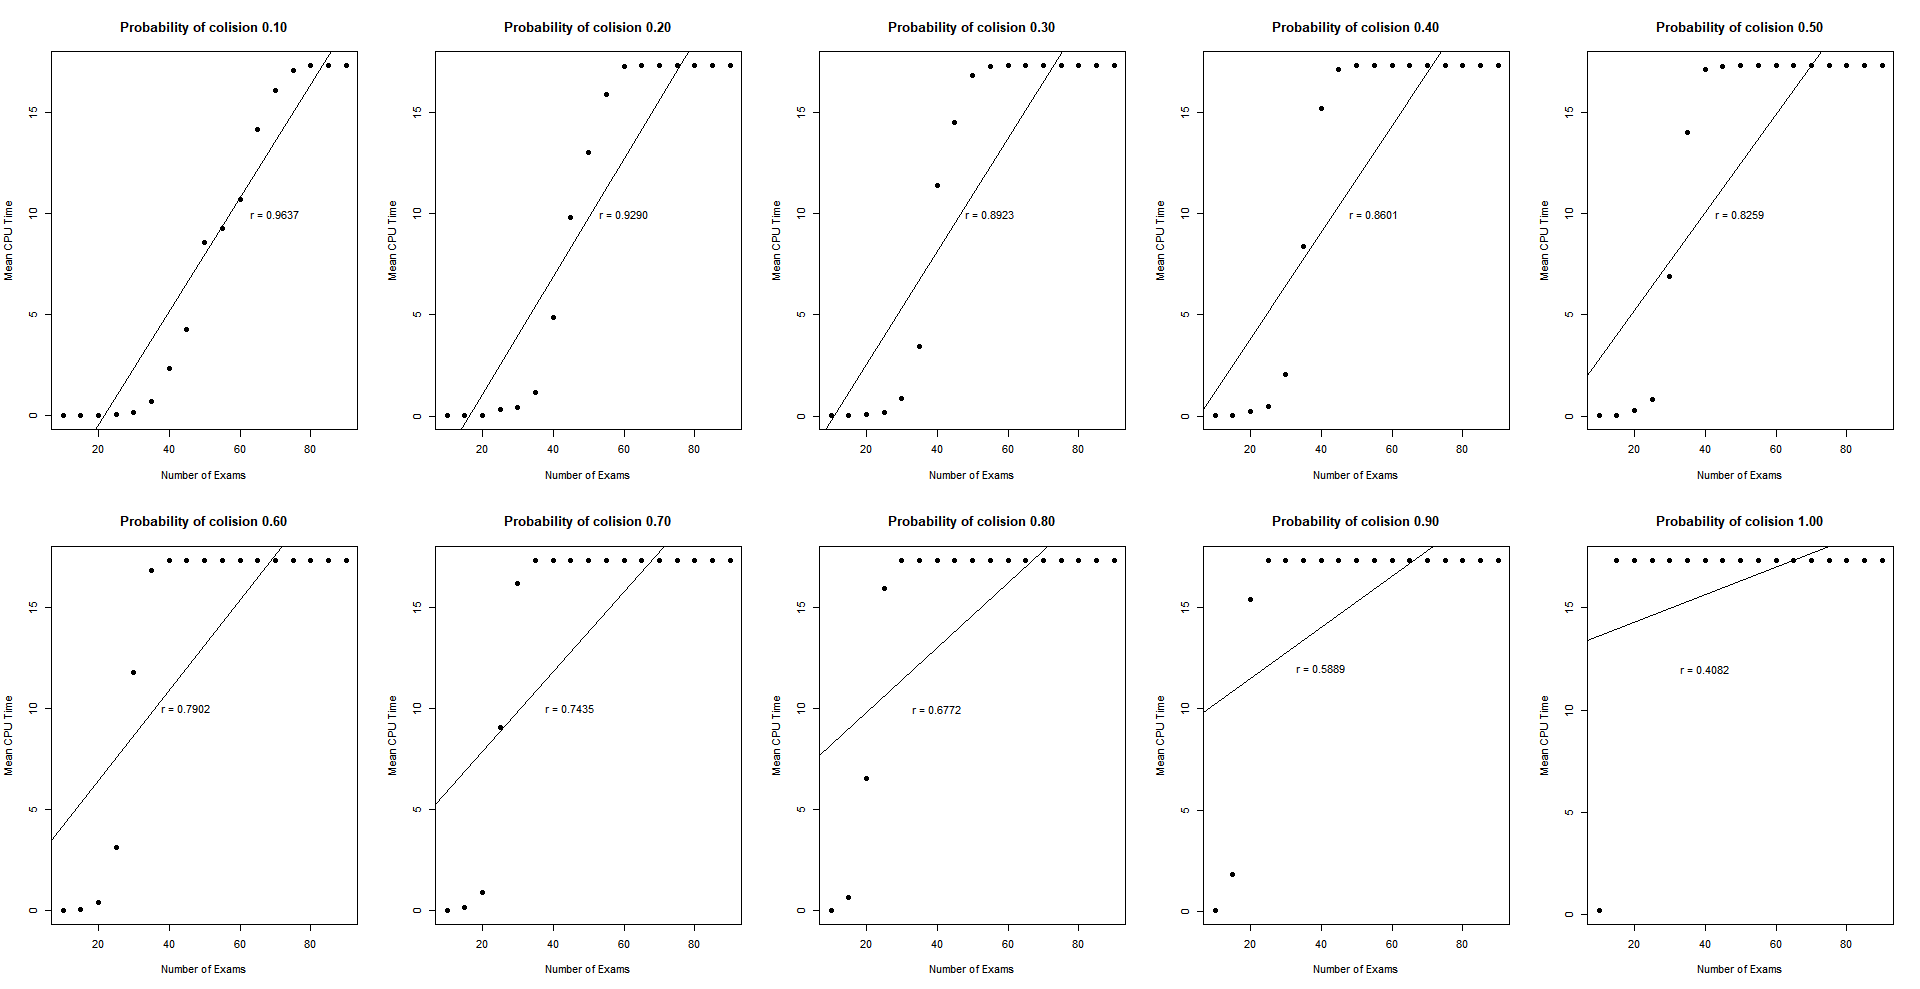 Probability of colision 0.10
Mean CPU Time
15
10
5
0
r = 0.9637
20 40 60 80
Number of Exams
Probability of colision 0.20
Mean CPU Time
15
10
5
0
r = 0.9290
20 40 60 80
Number of Exams
Probability of colision 0.30
Mean CPU Time
15
10
5
0
r = 0.8923
20 40 60 80
Number of Exams
Probability of colision 0.40
Mean CPU Time
15
10
5
0
r = 0.8601
20 40 60 80
Number of Exams
Probability of colision 0.50
Mean CPU Time
15
10
5
0
r = 0.8259
20 40 60 80
Number of Exams
Probability of colision 0.60
Mean CPU Time
15
10
5
0
r = 0.7902
20 40 60 80
Number of Exams
Probability of colision 0.70
Mean CPU Time
15
10
5
0
r = 0.7435
20 40 60 80
Number of Exams
Probability of colision 0.80
Mean CPU Time
15
10
5
0
r = 0.6772
20 40 60 80
Number of Exams
Probability of colision 0.90
Mean CPU Time
15
10
5
0
r = 0.5889
20 40 60 80
Number of Exams
Probability of colision 1.00
Mean CPU Time
15
10
5
0
r = 0.4082
20 40 60 80
Number of Exams